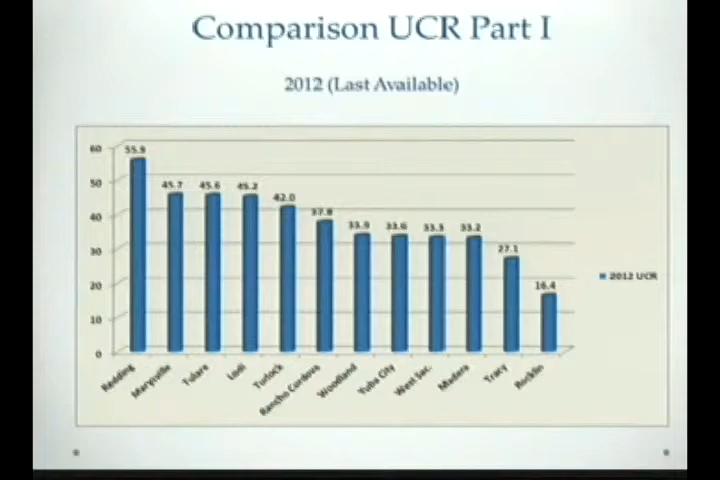 Comparison UCR Part I
2012 (Last Available)
60
50
40
30
20
10
0
55.9
45.7
45.6
45.2
42.0
37.8
33.9
33.6
33.3
33.2
27.1
16.4
2012 UCR
Redding
Marysville
Tulare
Lodi
Turlock
Rancho Cordova
Woodland
Yuba City
West Sac.
Madera
Tracy
Rocklin